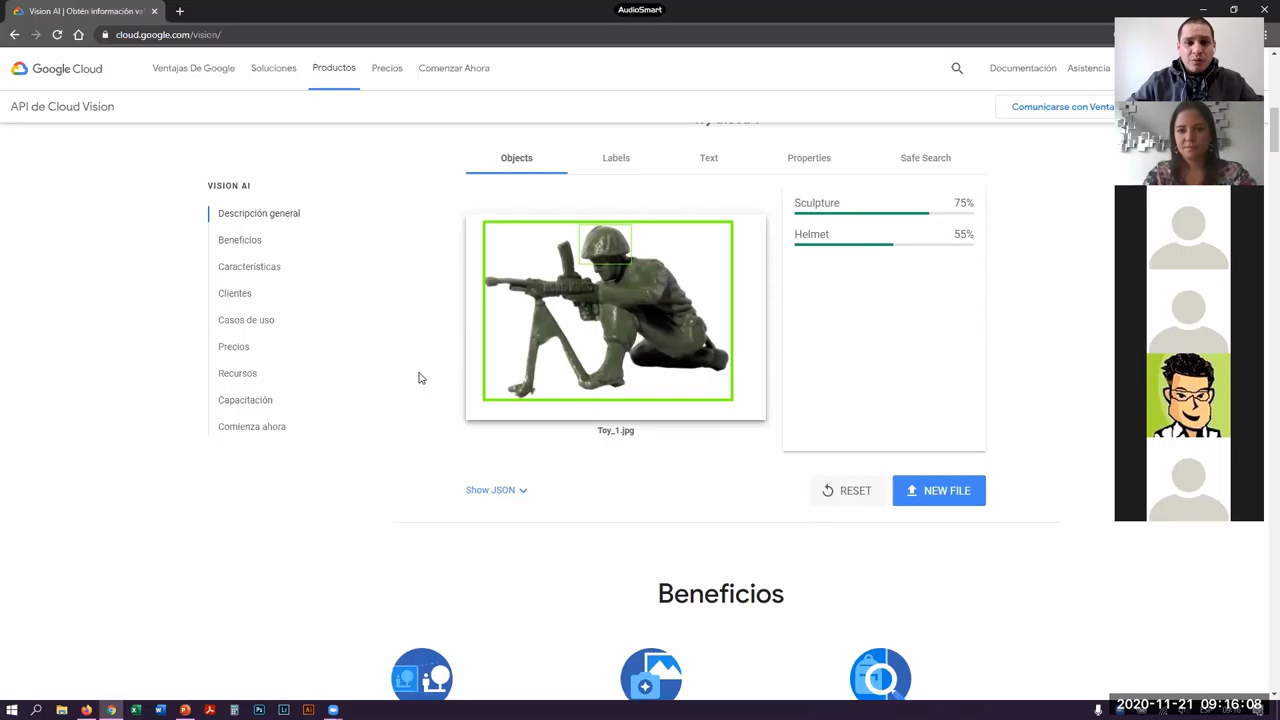 AudioSmart
Vision AI | Obtén información va
cloud.google.com/vision/
Google Cloud
Ventajas De Google
Soluciones
Productos
Precios
Comenzar Ahora
Documentación
Asistencia
API de Cloud Vision
Comunicarse con Venta
Objects
Labels
Text
Properties
Safe Search
VISION AI
Descripción general
Beneficios
Características
Clientes
Casos de uso
Precios
Recursos
Capacitación
Comienza ahora
Sculpture 75%
Helmet 55%
Toy_1.jpg
Show JSON
RESET
NEW FILE
Beneficios
2020-11-21 09:16:08